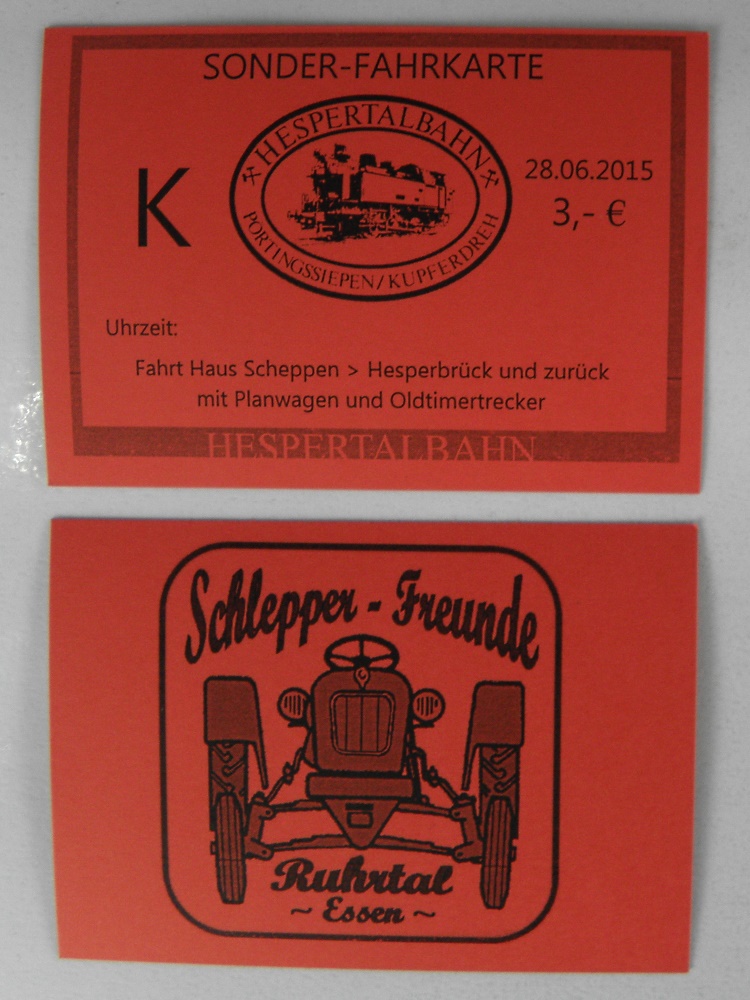 SONDER-FAHRKARTE
HESPERTALBAHN
PORTINGSSIEPEN/KUPFERDREH
K
28.06.2015
3,- €
Uhrzeit:
Fahrt Haus Scheppen > Hesperbrück und zurück
mit Planwagen und Oldtimertrecker
HESPERTALBAHN
Schlepper - Freunde
Ruhrtal
~ Essen ~